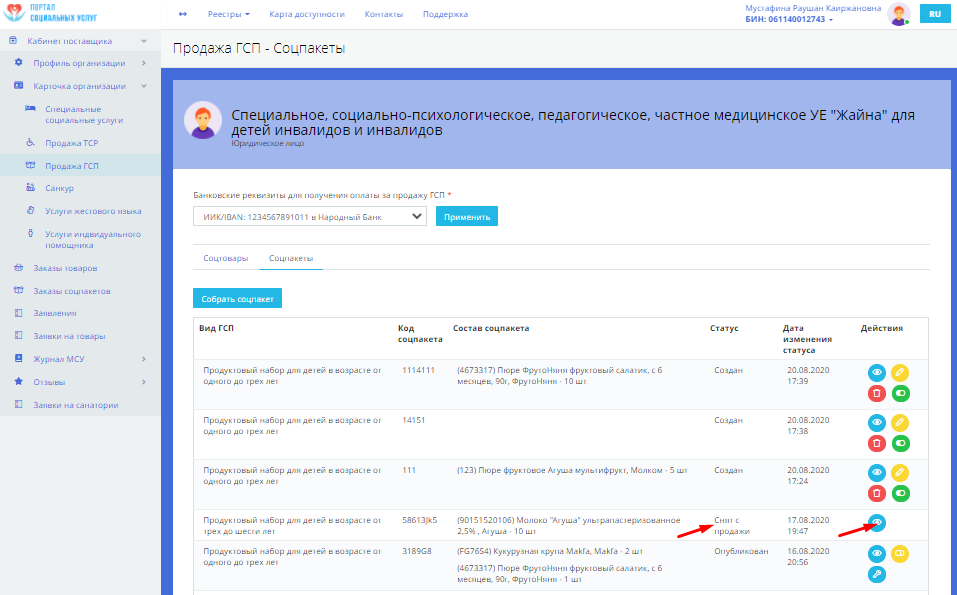 ПОРТАЛ
СОЦИАЛЬНЫХ УСЛУГ
Реестры
Карта доступности
Контакты
Поддержка
Мустафина Раушан Каиржановна
БИН: 061140012743
RU
Кабинет поставщика
Профиль организации
Карточка организации
Специальные
социальные услуги
Продажа ТСР
Продажа ГСП
Санкур
Услуги жестового языка
Услуги индвидуального
помощника
Заказы товаров
Заказы соцпакетов
Заявления
Заявки на товары
Журнал МСУ
Отзывы
Заявки на санатории
Продажа ГСП - Соцпакеты
Специальное, социально-психологическое, педагогическое, частное медицинское УЕ "Жайна" для
детей инвалидов и инвалидов
Юридическое лицо
Банковские реквизиты для получения оплаты за продажу ГСП *
ИИК/IBAN: 1234567891011 в Народный Банк
Применить
Соцтовары
Соцпакеты
Собрать соцпакет
Вид ГСП
Код
соцпакета
Состав соцпакета
Статус
Дата
изменения
статуса
Действия
Продуктовый набор для детей в возрасте от
одного до трех лет
1114111
(4673317) Пюре ФрутоНяня фруктовый салатик, с 6
месяцев, 90г, ФрутоНяня - 10 шт
Создан
20.08.2020
17:39
Продуктовый набор для детей в возрасте от
одного до трех лет
14151
Создан
20.08.2020
17:38
Продуктовый набор для детей в возрасте от
одного до трех лет
111
(123) Пюре фруктовое Агуша мультифрукт, Молком - 5 шт
Создан
20.08.2020
17:24
Продуктовый набор для детей в возрасте от
трех до шести лет
58613Jk5
(90151520106) Молоко "Агуша" ультрапастеризованное
2,5% , Агуша - 10 шт
Снят с
продажи
17.08.2020
19:47
Продуктовый набор для детей в возрасте от
одного до трех лет
3189G8
(FG7654) Кукурузная крупа Makfa, Makfa - 2 шт
(4673317) Пюре ФрутоНяня фруктовый салатик, с 6
месяцев, 90г, ФрутоНяня - 1 шт
Опубликован
16.08.2020
20:56